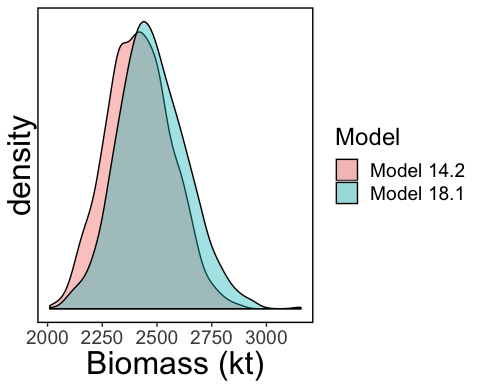 density
2000 2250 2500 2750 3000
Biomass (kt)
Model
Model 14.2
Model 18.1